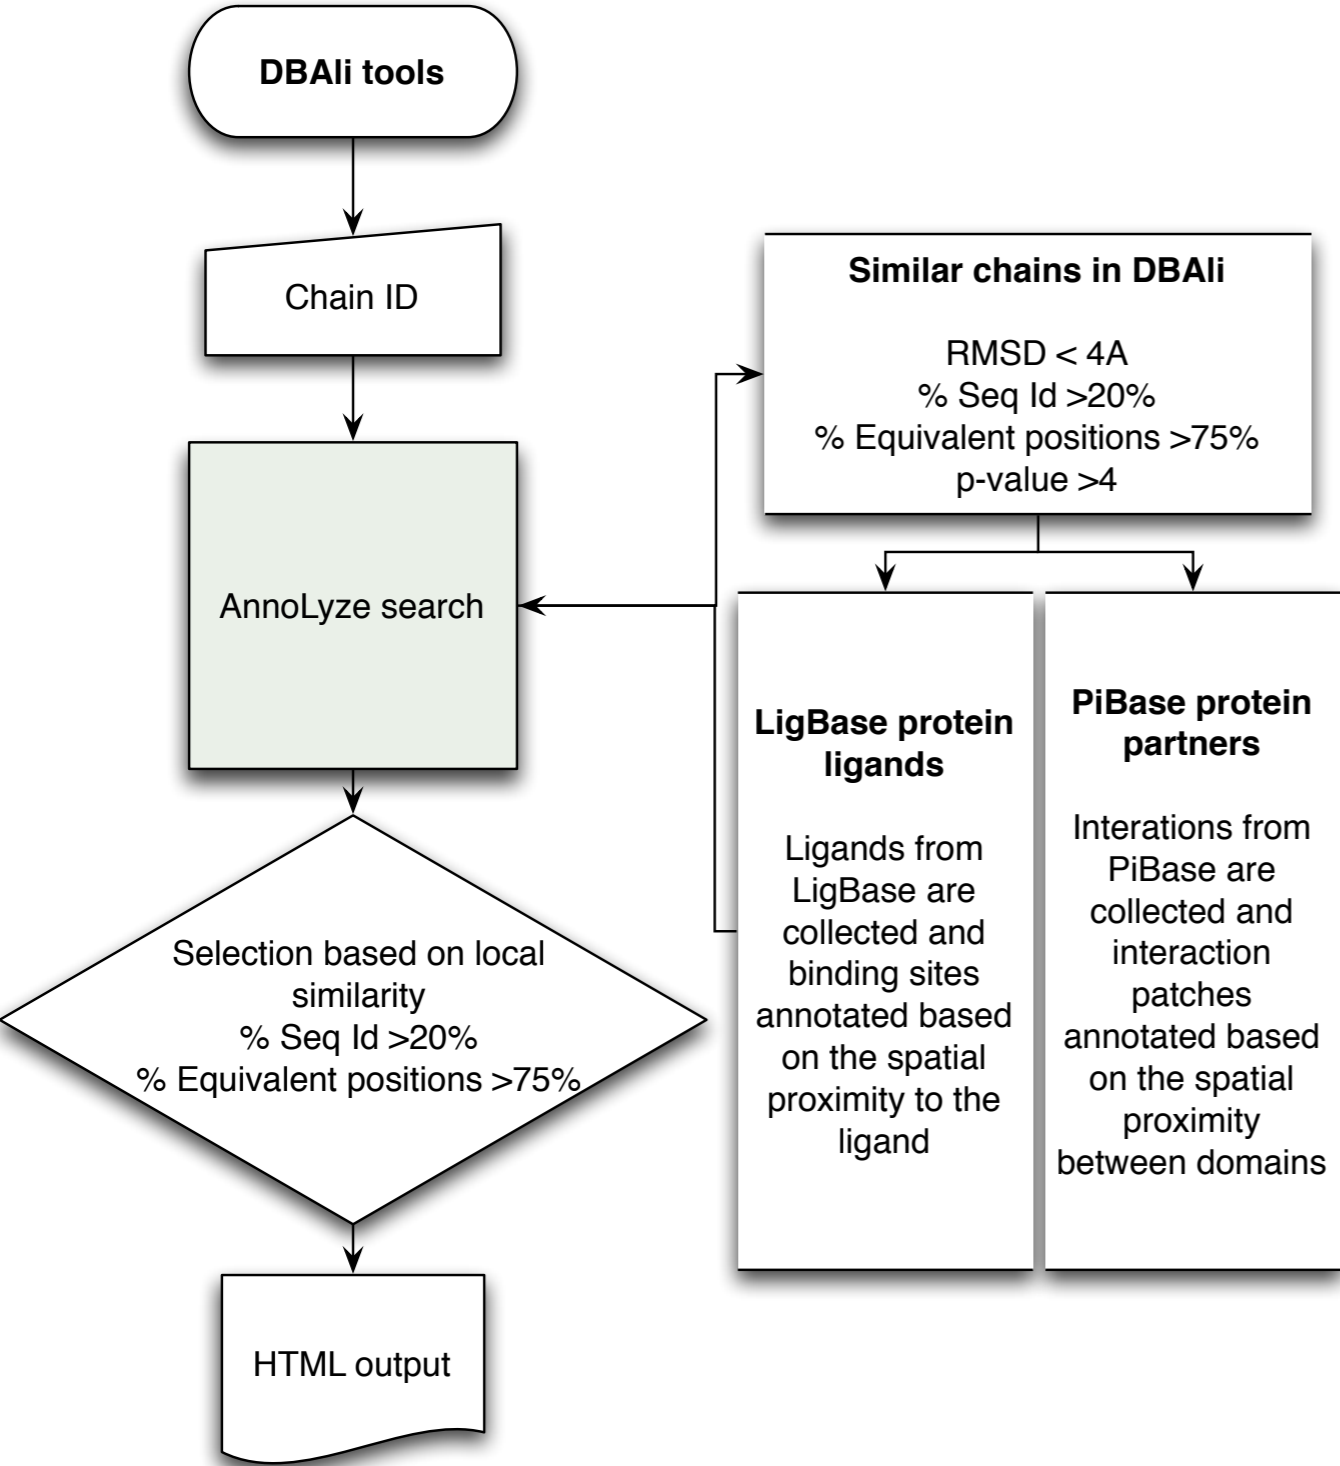 DBAli tools
Chain ID
AnnoLyze search
Selection based on local
similarity
% Seq Id >20%
% Equivalent positions >75%
HTML output
Similar chains in DBAli
RMSD < 4A
% Seq Id >20%
% Equivalent positions >75%
p-value >4
LigBase protein
ligands
Ligands from
LigBase are
collected and
binding sites
annotated based
on the spatial
proximity to the
ligand
PiBase protein
partners
Interations from
PiBase are
collected and
interaction
patches
annotated based
on the spatial
proximity
between domains